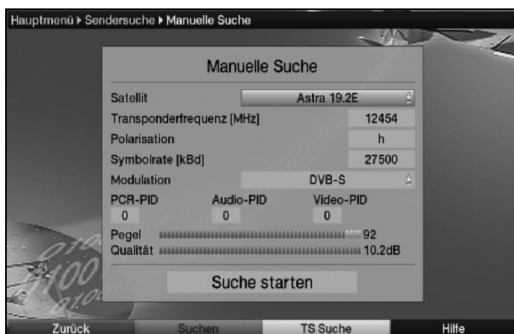 Hauptmenü ▸ Sendersuche ▸ Manuelle Suche
Manuelle Suche
Satellit Astra 19.2E
Transponderfrequenz [MHz] 12454
Polarisation h
Symbolrate [kBd] 27500
Modulation DVB-S
PCR-PID Audio-PID Video-PID
0 0 0
Pegel 92
Qualität 10.2dB
Suche starten
Zurück Suchen TS Suche Hilfe